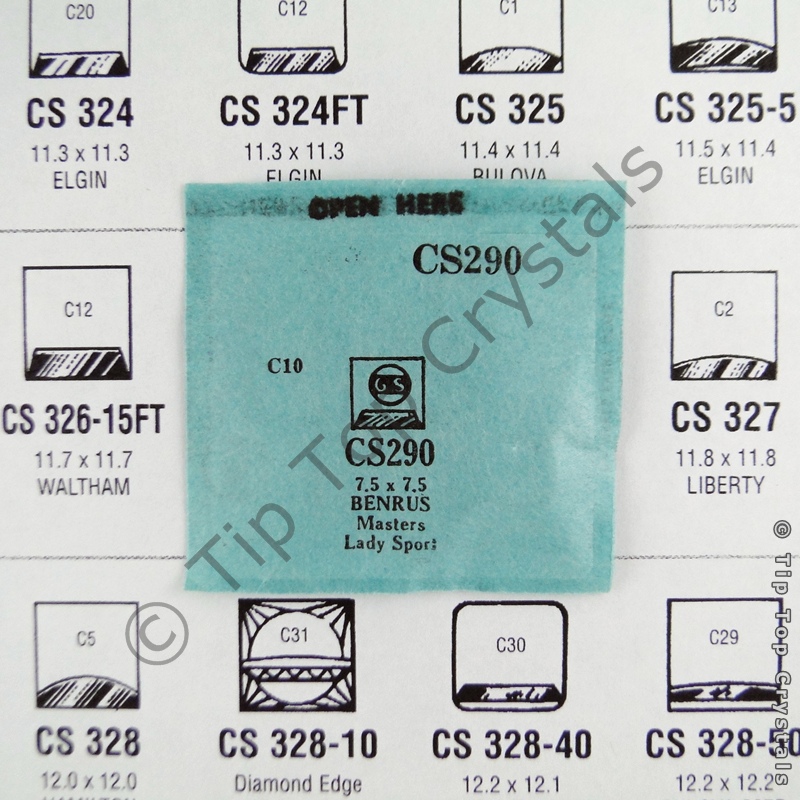 C20 C12 C1 C13
CS 324 CS 324FT CS 325 CS 325-5
11.3 x 11.3 11.3 x 11.3 11.4 x 11.4 11.5 x 11.4
ELGIN ELGIN BULOVA ELGIN
OPEN HERE
CS290
C12 C2
C10
GS
CS 326-15FT CS290 CS 327
11.7 x 11.7 7.5 x 7.5 11.8 x 11.8
WALTHAM BENRUS LIBERTY
Masters
Lady Sport
C5 C31 C30 C29
CS 328 CS 328-10 CS 328-40 CS 328-50
12.0 x 12.0 Diamond Edge 12.2 x 12.1 12.2 x 12.2
© Tip Top Crystals
© Tip Top Crystals